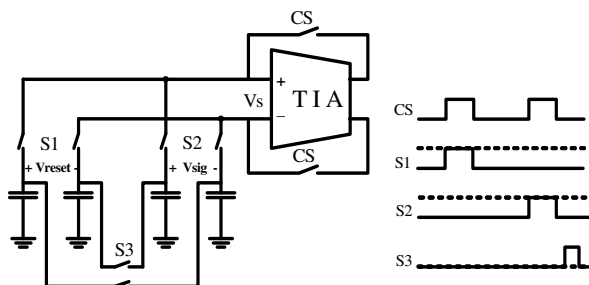 CS
+
Vs
TIA
−
CS
S1
S2
+ Vreset -
+ Vsig -
S3
CS
S1
S2
S3